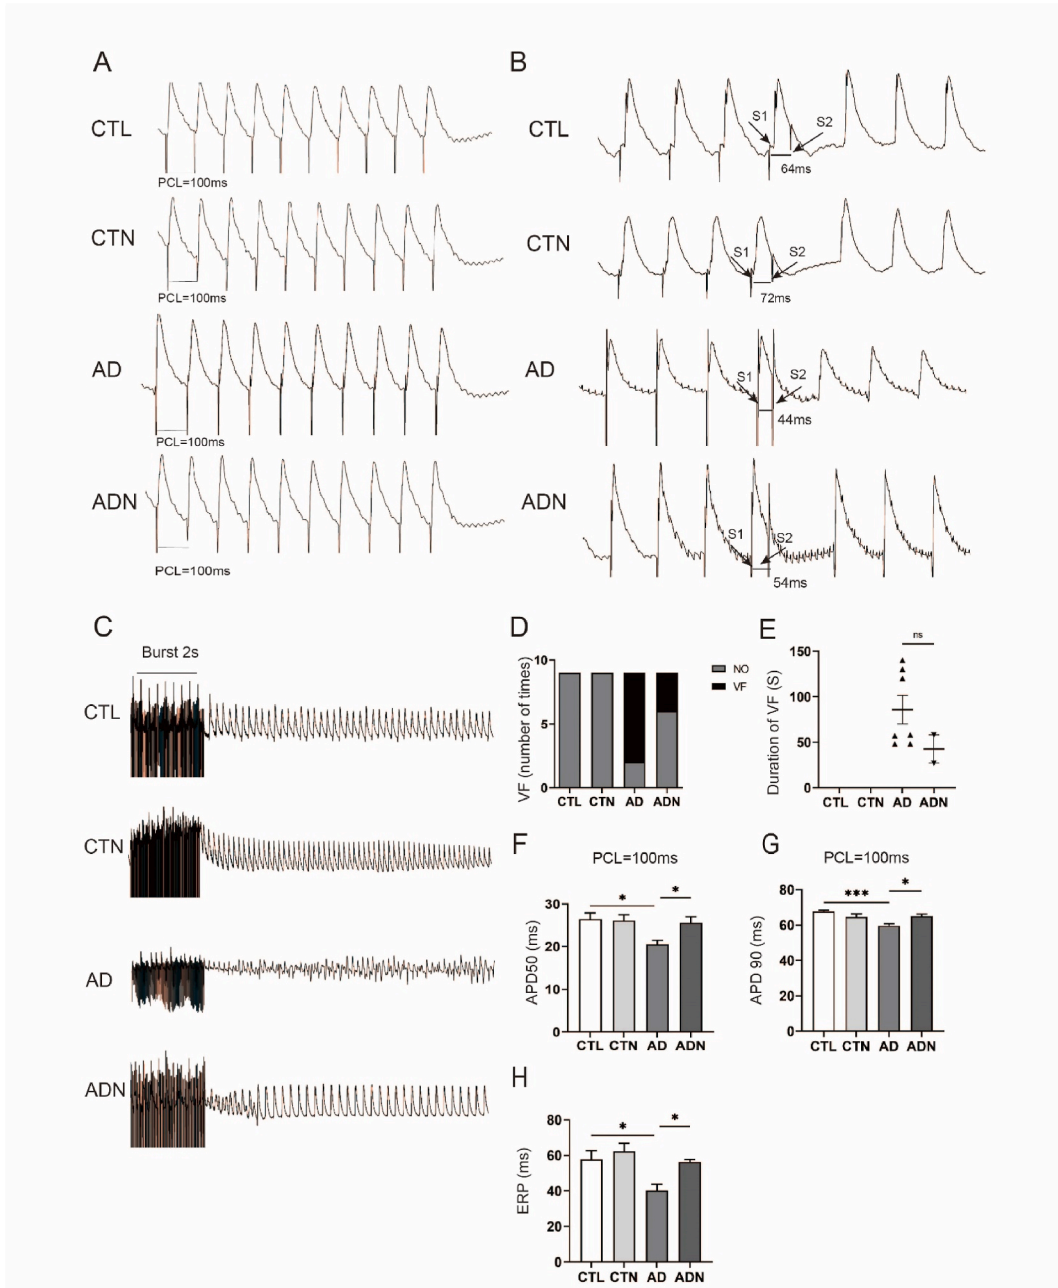 A
CTL
PCL=100ms
CTN
PCL=100ms
AD
PCL=100ms
ADN
PCL=100ms
B
CTL
S1
S2
64ms
CTN
S1
S2
72ms
AD
S1
S2
44ms
ADN
S1
S2
54ms
C
Burst 2s
CTL
CTN
AD
ADN
D
VF (number of times)
10
5
0
CTL CTN AD ADN
NO
VF
E
Duration of VF (S)
150
100
50
0
ns
CTL CTN AD ADN
F
PCL=100ms
APD50 (ms)
30
20
10
0
* *
CTL CTN AD ADN
G
PCL=100ms
APD 90 (ms)
80
60
40
20
0
*** *
CTL CTN AD ADN
H
ERP (ms)
80
60
40
20
0
* *
CTL CTN AD ADN